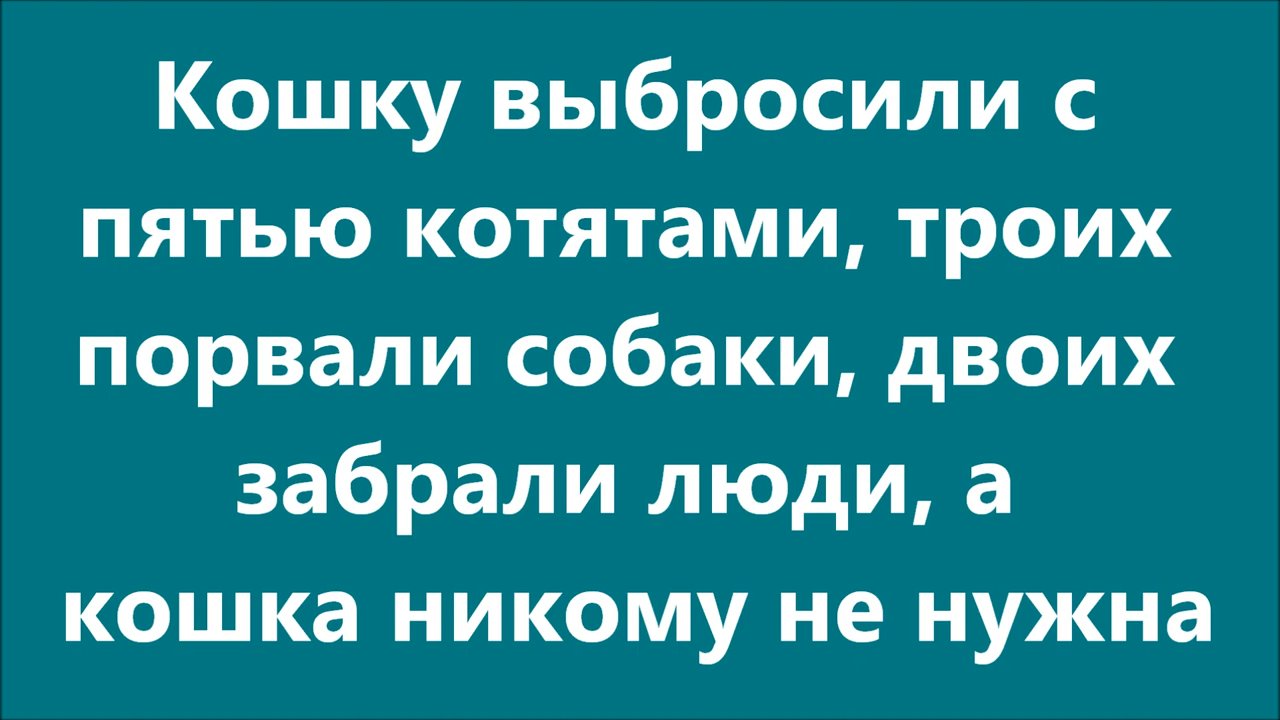 Кошку выбросили с
пятью котятами, троих
порвали собаки, двоих
забрали люди, а
кошка никому не нужна